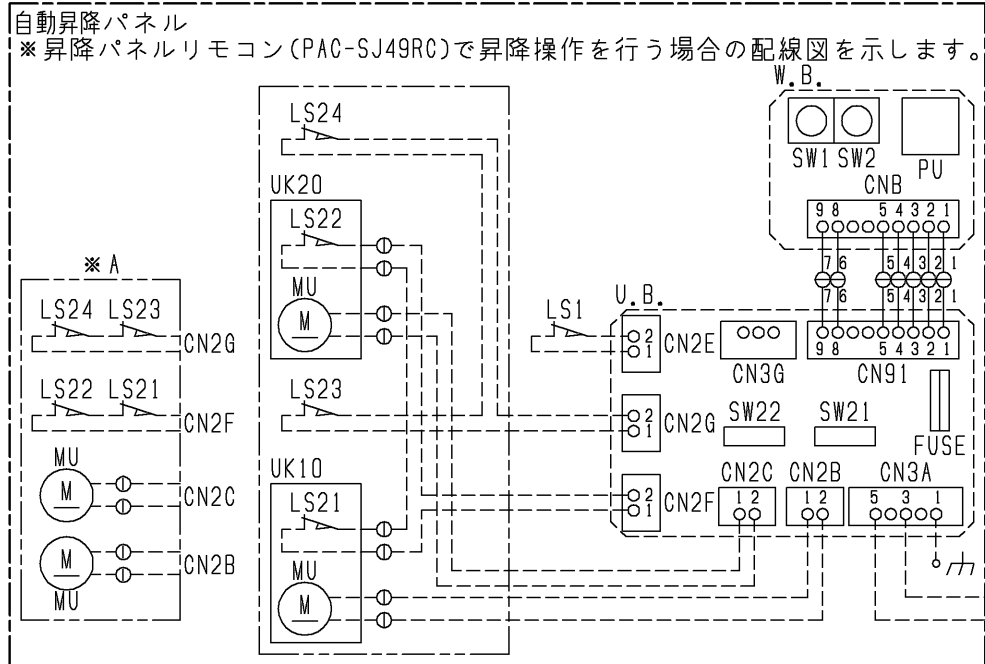 自動昇降パネル
※昇降パネルリモコン(PAC-SJ49RC)で昇降操作を行う場合の配線図を示します。
W.B.
SW1 SW2
PU
CNB
9 8 5 4 3 2 1
7 6 5 4 3 2 1
7 6 5 4 3 2 1
U.B.
9 8 5 4 3 2 1
CN91
CN3G
LS1
2
1
CN2E
SW22
SW21
FUSE
2
1
CN2G
CN2C
1 2
CN2B
1 2
CN3A
5 3 1
2
1
CN2F
LS24
UK20
LS22
MU
M
LS23
UK10
LS21
MU
M
※A
LS24 LS23
CN2G
LS22 LS21
CN2F
MU
M
CN2C
M
MU
CN2B